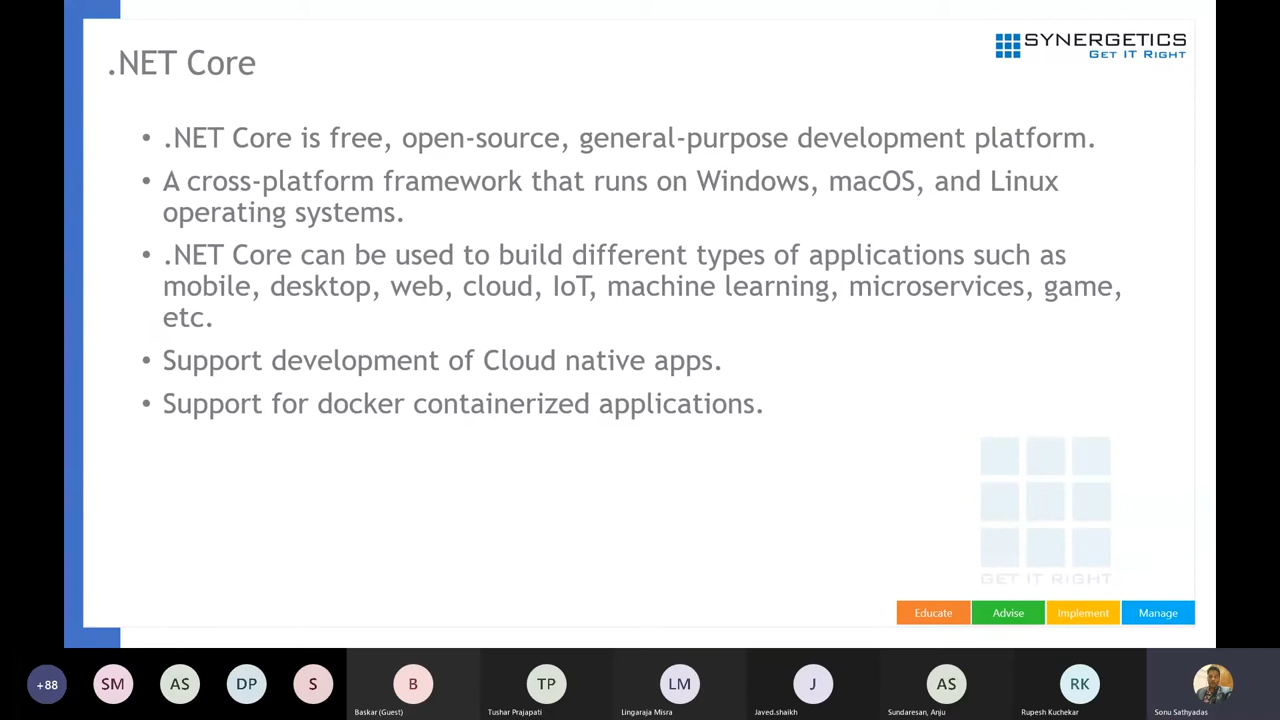 .NET Core
SYNERGETICS
GET IT RIGHT
• .NET Core is free, open-source, general-purpose development platform.
• A cross-platform framework that runs on Windows, macOS, and Linux
operating systems.
• .NET Core can be used to build different types of applications such as
mobile, desktop, web, cloud, IoT, machine learning, microservices, game,
etc.
• Support development of Cloud native apps.
• Support for docker containerized applications.
GET IT RIGHT
Educate Advise Implement Manage
+88 SM AS DP S B TP LM J AS RK
Baskar (Guest) Tushar Prajapati Lingaraja Misra Javed.shaikh Sundaresan, Anju Rupesh Kuchekar Sonu Sathyadas